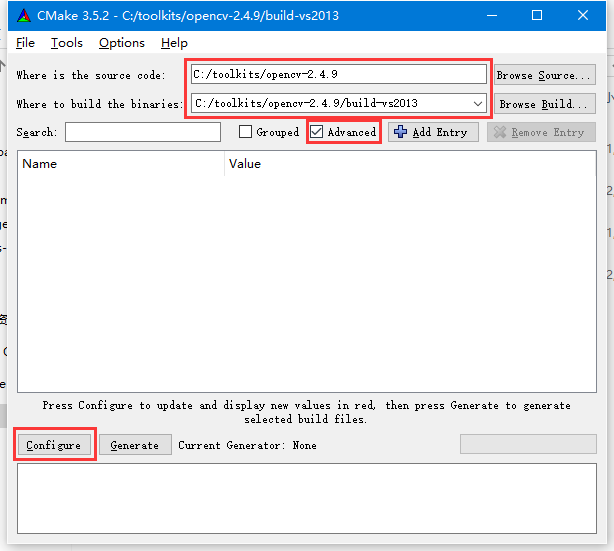 CMake 3.5.2 - C:/toolkits/opencv-2.4.9/build-vs2013
File Tools Options Help
Where is the source code: C:/toolkits/opencv-2.4.9 Browse Source...
Where to build the binaries: C:/toolkits/opencv-2.4.9/build-vs2013 Browse Build...
Search: Grouped Advanced Add Entry Remove Entry
Name Value
Press Configure to update and display new values in red, then press Generate to generate
selected build files.
Configure Generate Current Generator: None